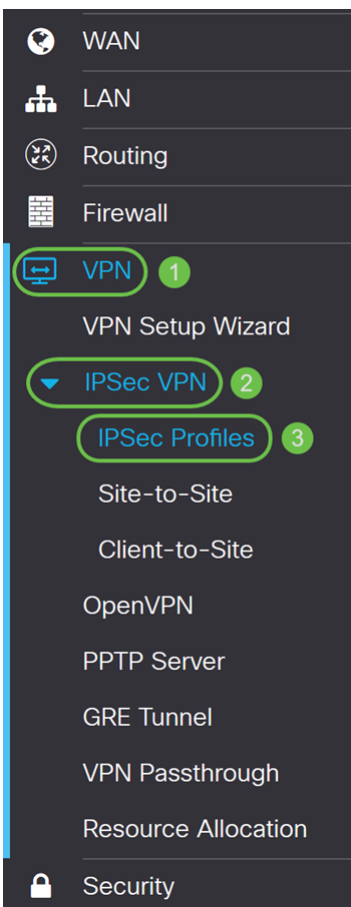 WAN
LAN
Routing
Firewall
VPN 1
VPN Setup Wizard
IPSec VPN 2
IPSec Profiles 3
Site-to-Site
Client-to-Site
OpenVPN
PPTP Server
GRE Tunnel
VPN Passthrough
Resource Allocation
Security